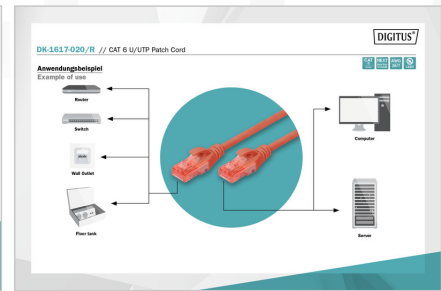 DIGITUS®
DK-1617-020/R // CAT 6 U/UTP Patch Cord
Anwendungsbeispiel
Example of use
CAT
Router
Switch
Wall Outlet
Floor tank
Computer
Server